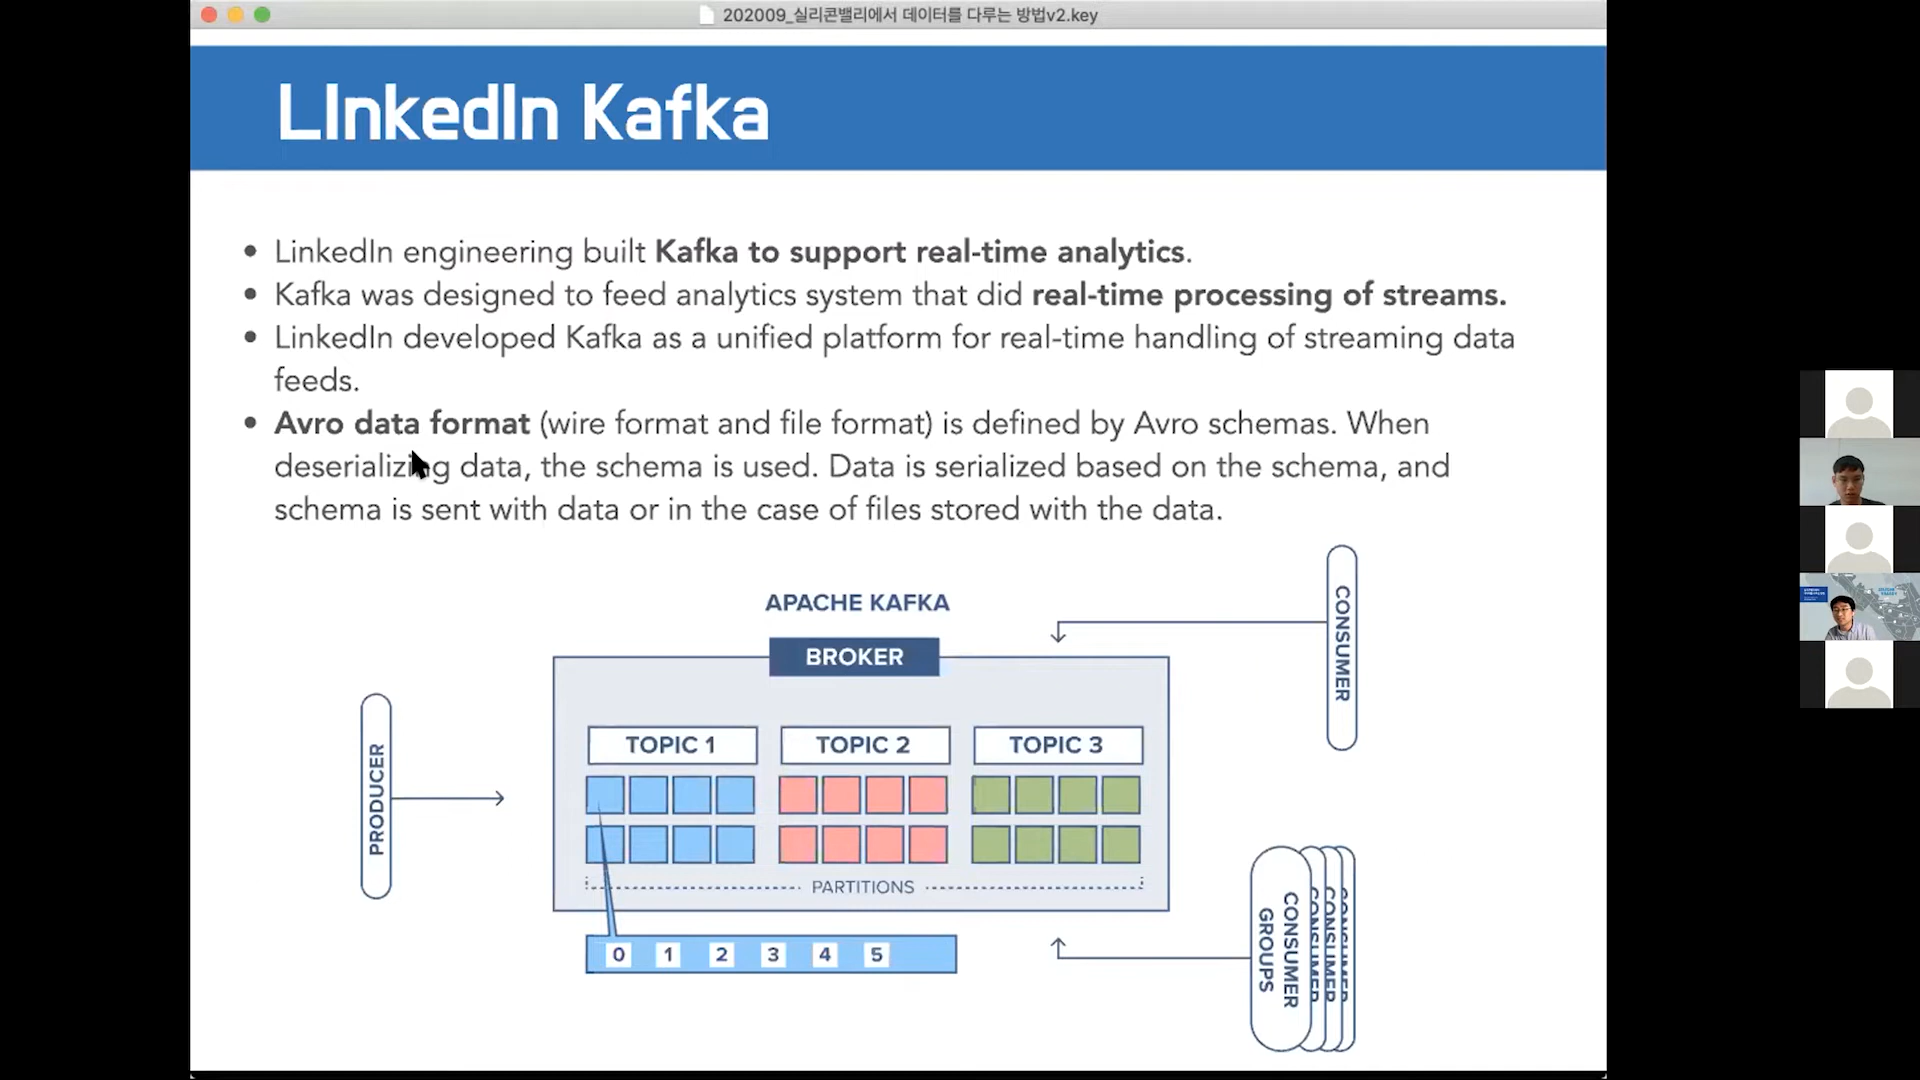 202009_실리콘밸리에서 데이터를 다루는 방법v2.key
LInkedIn Kafka
• LinkedIn engineering built Kafka to support real-time analytics.
• Kafka was designed to feed analytics system that did real-time processing of streams.
• LinkedIn developed Kafka as a unified platform for real-time handling of streaming data
feeds.
• Avro data format (wire format and file format) is defined by Avro schemas. When
deserializing data, the schema is used. Data is serialized based on the schema, and
schema is sent with data or in the case of files stored with the data.
APACHE KAFKA
BROKER
CONSUMER
PRODUCER
TOPIC 1 TOPIC 2 TOPIC 3
PARTITIONS
0 1 2 3 4 5
CONSUMER
GROUPS
CONSUMER
CONSUMER
CONSUMER